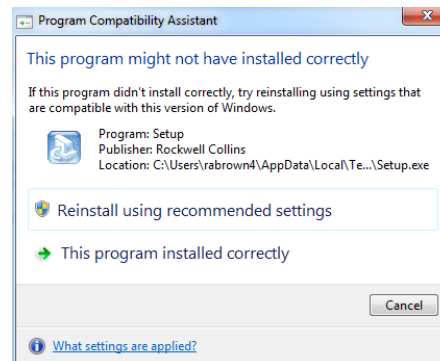 Program Compatibility Assistant
This program might not have installed correctly
If this program didn't install correctly, try reinstalling using settings that
are compatible with this version of Windows.
Program: Setup
Publisher: Rockwell Collins
Location: C:\Users\rabrown4\AppData\Local\Te...\Setup.exe
Reinstall using recommended settings
This program installed correctly
Cancel
What settings are applied?